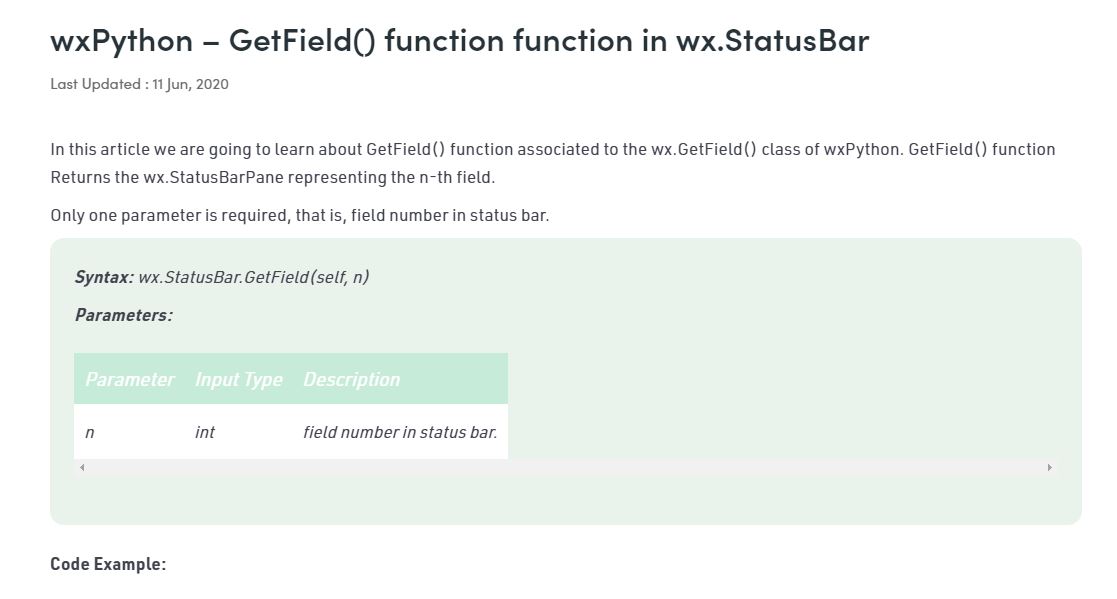 wxPython – GetField() function function in wx.StatusBar
Last Updated : 11 Jun, 2020
In this article we are going to learn about GetField() function associated to the wx.GetField() class of wxPython. GetField() function
Returns the wx.StatusBarPane representing the n-th field.
Only one parameter is required, that is, field number in status bar.
Syntax: wx.StatusBar.GetField(self, n)
Parameters:
Parameter Input Type Description
n int field number in status bar.
Code Example: